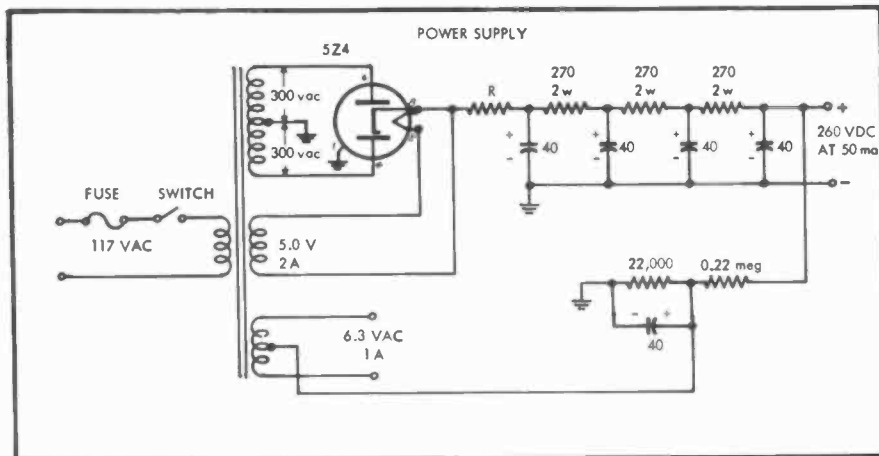 POWER SUPPLY
5Z4
300 vac
300 vac
R
270
2 w
270
2 w
270
2 w
+
-
40
+
-
40
+
-
40
+
-
40
+
260 VDC
AT 50 ma
-
FUSE
SWITCH
117 VAC
5.0 V
2 A
22,000
0.22 meg
-
+
40
6.3 VAC
1 A